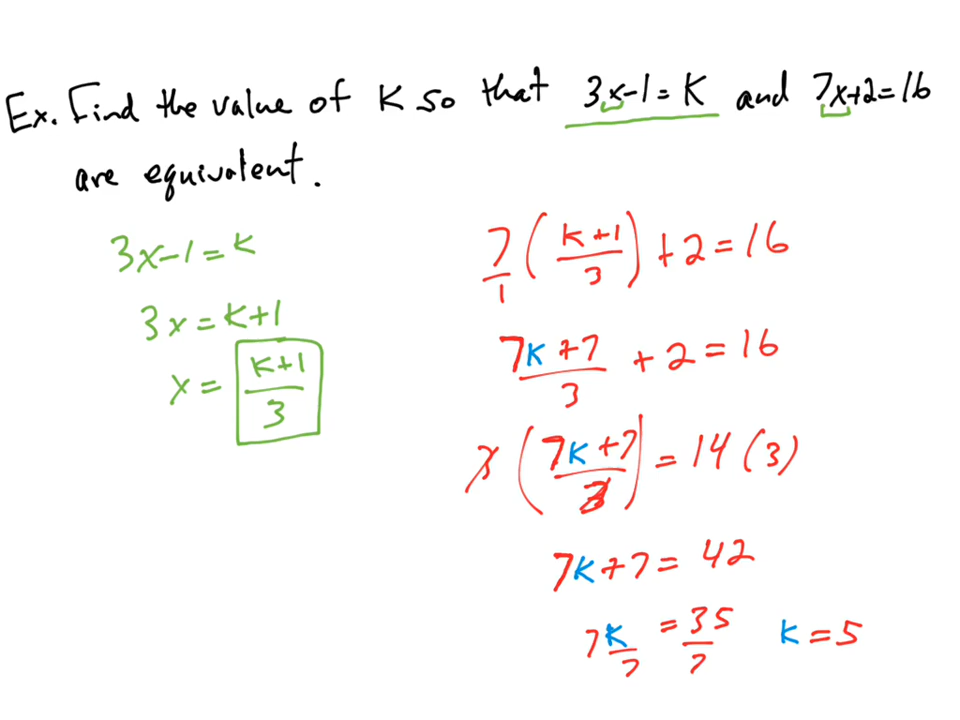 Ex. Find the value of K so that 3x-1=K and 7x+2=16
are equivalent.
3x-1=k
3x=k+1
x= k+1/3
7/1 (k+1/3) +2=16
7k+7/3 +2=16
3(7k+7/3)=14(3)
7k+7=42
7k/7 =35/7 k=5